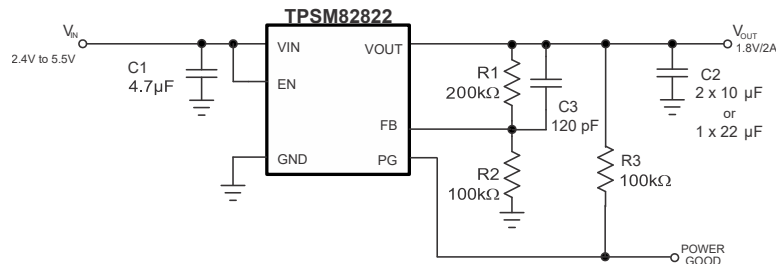 TPSM82822
VIN
2.4V to 5.5V
C1
4.7µF
VIN
EN
GND
VOUT
FB
PG
R1
200kΩ
C3
120 pF
R2
100kΩ
R3
100kΩ
VOUT
1.8V/2A
C2
2 x 10 µF
or
1 x 22 µF
POWER
GOOD